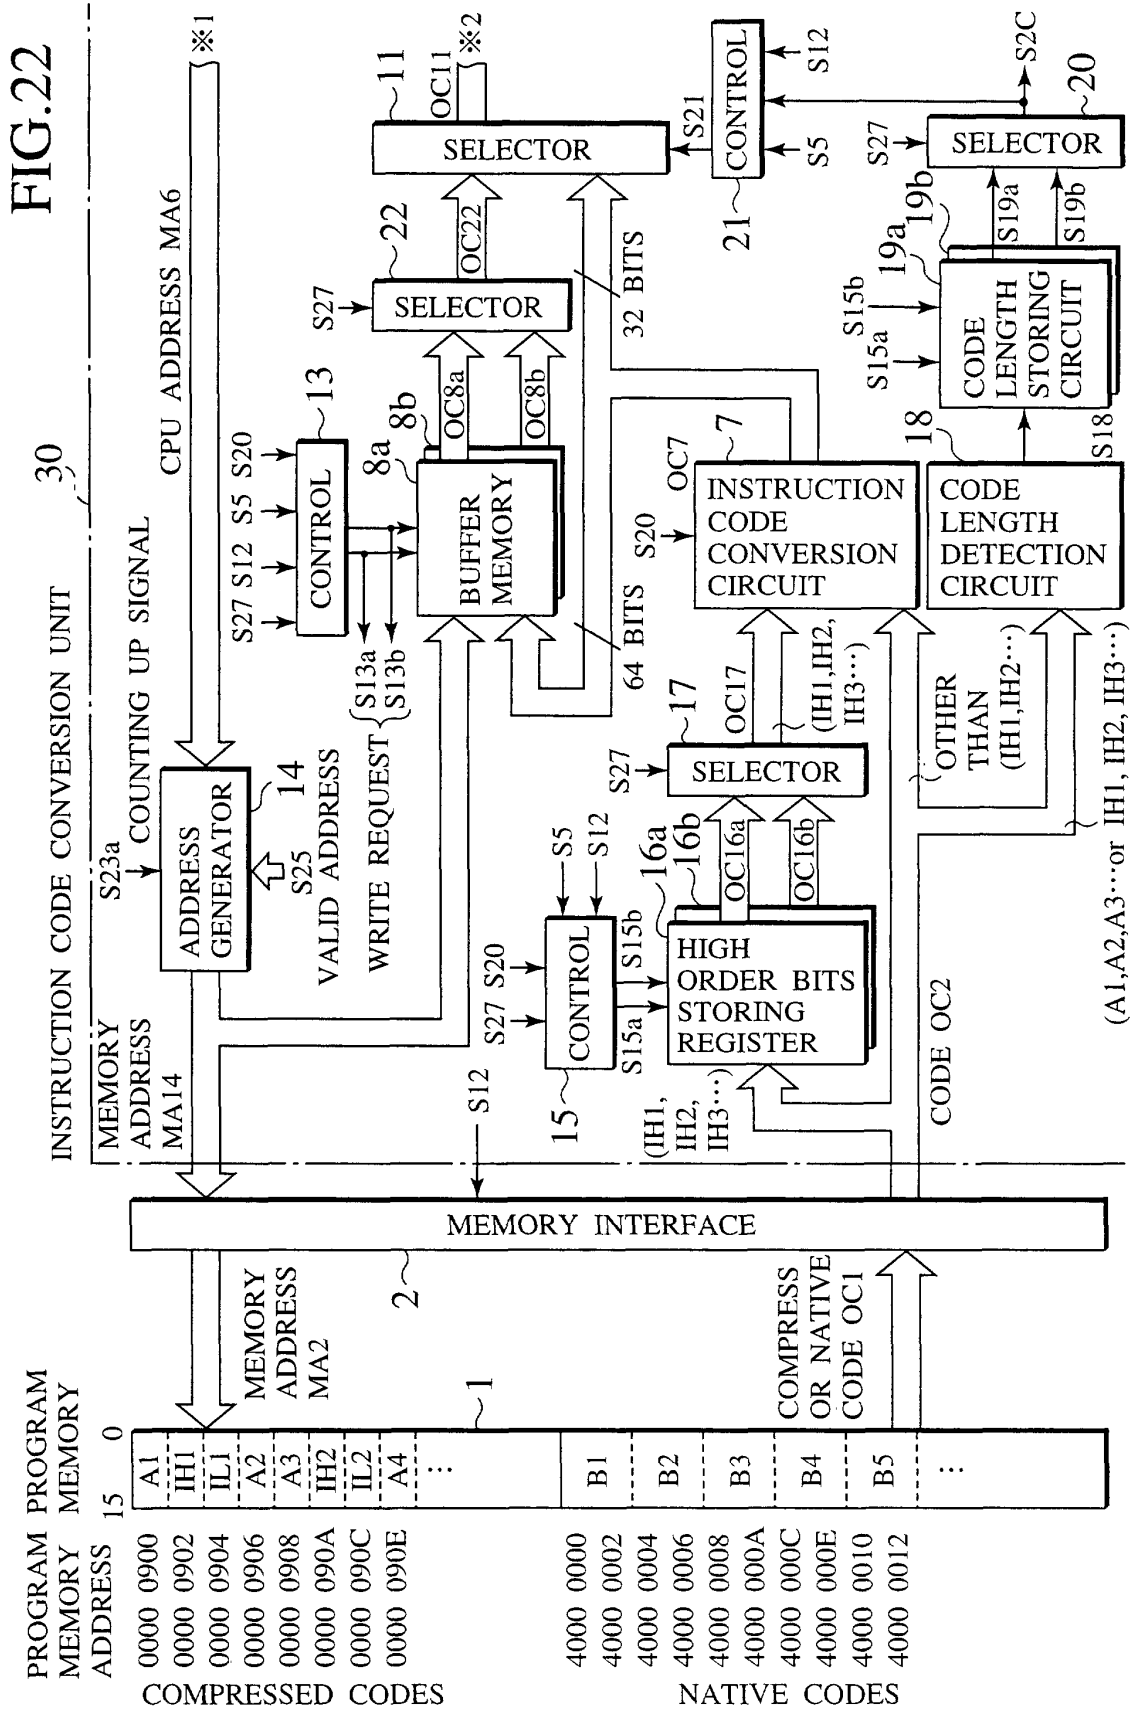 FIG.22
INSTRUCTION CODE CONVERSION UNIT
30
PROGRAM
MEMORY
ADDRESS
PROGRAM
MEMORY
15
0
0000 0900
0000 0902
0000 0904
0000 0906
0000 0908
0000 090A
0000 090C
0000 090E
COMPRESSED CODES
A1
IH1
IL1
A2
A3
IH2
IL2
A4
...
4000 0000
4000 0002
4000 0004
4000 0006
4000 0008
4000 000A
4000 000C
4000 000E
4000 0010
4000 0012
NATIVE CODES
B1
B2
B3
B4
B5
...
1
MEMORY
ADDRESS
MA2
COMPRESS
OR NATIVE
CODE OC1
MEMORY INTERFACE
2
S12
MEMORY
ADDRESS
MA14
S23a
COUNTING UP SIGNAL
ADDRESS
GENERATOR
14
S25
VALID ADDRESS
CPU ADDRESS MA6
※1
WRITE REQUEST
S13a
S13b
S27
S12
S5
S20
CONTROL
13
BUFFER
MEMORY
8a
8b
OC8a
OC8b
S27
SELECTOR
22
OC22
SELECTOR
11
OC11
※2
64 BITS
32 BITS
S27
S20
S5
S12
CONTROL
15
S15a
S15b
(IH1,
IH2,
IH3···)
HIGH
ORDER BITS
STORING
REGISTER
16a
16b
OC16a
OC16b
S27
SELECTOR
17
OC17
(IH1,IH2,
IH3···)
S20
INSTRUCTION
CODE
CONVERSION
CIRCUIT
7
OC7
S21
CONTROL
21
S5
S12
CODE OC2
OTHER
THAN
(IH1,IH2···)
(A1,A2,A3···or IH1, IH2, IH3···)
CODE
LENGTH
DETECTION
CIRCUIT
18
S18
S15a
S15b
CODE
LENGTH
STORING
CIRCUIT
19a
19b
S19a
S19b
S27
SELECTOR
20
S2C